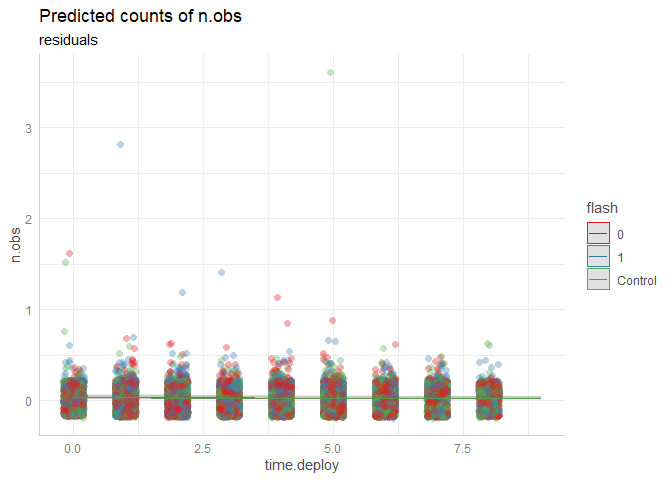 Predicted counts of n.obs
residuals
3
2
1
0
n.obs
0.0
2.5
5.0
7.5
time.deploy
flash
0
1
Control